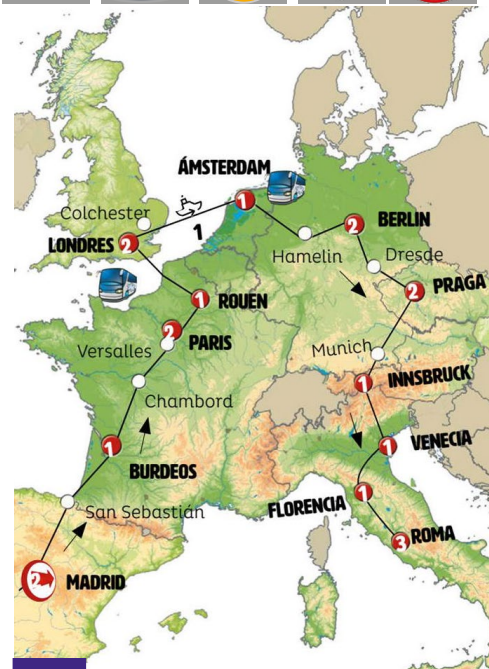 ÁMSTERDAM
1
Colchester
1
LONDRES
2
2
BERLIN
Hamelin
Dresde
1
ROUEN
2
PRAGA
2
PARIS
Versalles
Munich
1
INNSBRUCK
Chambord
1
BURDEOS
1
VENECIA
1
FLORENCIA
San Sebastián
3
ROMA
2
MADRID